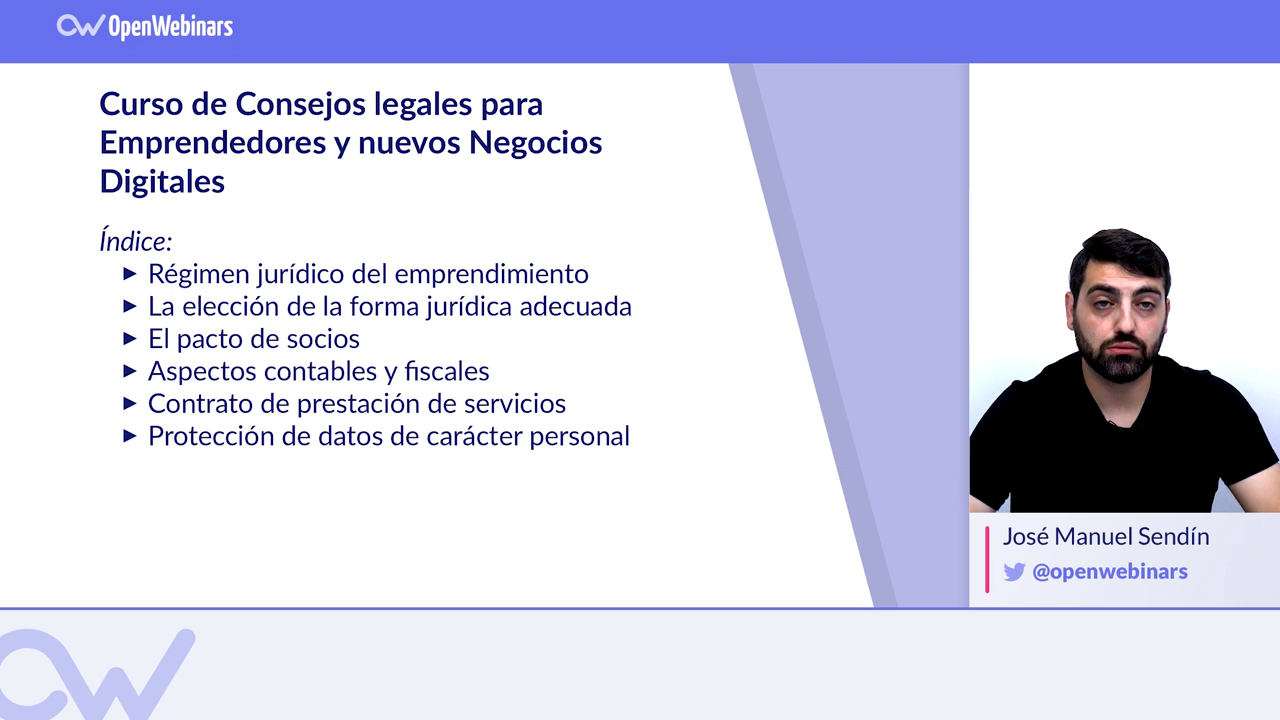 OpenWebinars
Curso de Consejos legales para
Emprendedores y nuevos Negocios
Digitales
Índice:
► Régimen jurídico del emprendimiento
► La elección de la forma jurídica adecuada
► El pacto de socios
► Aspectos contables y fiscales
► Contrato de prestación de servicios
► Protección de datos de carácter personal
José Manuel Sendín
@openwebinars